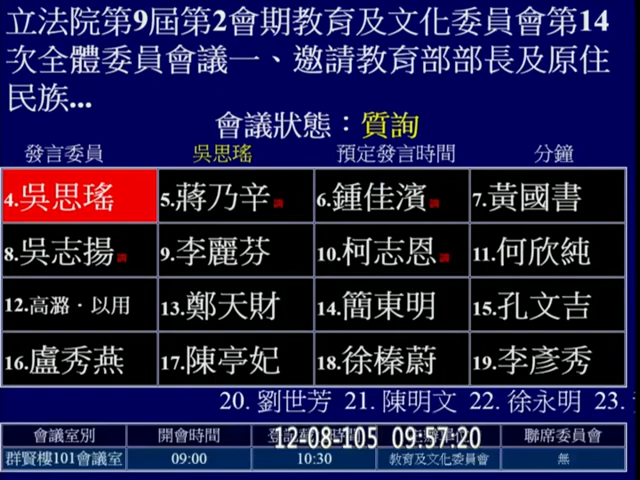 立法院第9屆第2會期教育及文化委員會第14
次全體委員會議一、邀請教育部部長及原住
民族...
會議狀態：質詢
發言委員 吳思瑤 預定發言時間 分鐘
4.吳思瑤 5.蔣乃辛 6.鍾佳濱 7.黃國書
8.吳志揚 9.李麗芬 10.柯志恩 11.何欣純
12.高潞．以用 13.鄭天財 14.簡東明 15.孔文吉
16.盧秀燕 17.陳亭妃 18.徐榛蔚 19.李彥秀
20. 劉世芳 21. 陳明文 22. 徐永明 23.
會議室別 開會時間 聯席委員會
12-08-105 09:57:20
群賢樓101會議室 09:00 10:30 教育及文化委員會 無